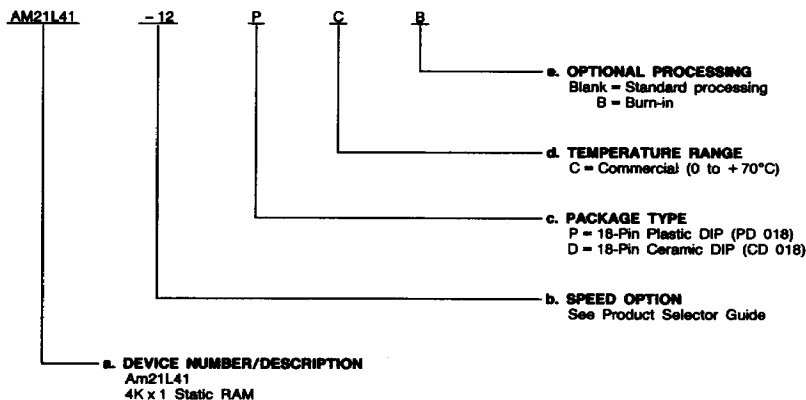 AM21L41 -12 P C B
e. OPTIONAL PROCESSING
Blank = Standard processing
B = Burn-in
d. TEMPERATURE RANGE
C = Commercial (0 to +70°C)
c. PACKAGE TYPE
P = 18-Pin Plastic DIP (PD 018)
D = 18-Pin Ceramic DIP (CD 018)
b. SPEED OPTION
See Product Selector Guide
a. DEVICE NUMBER/DESCRIPTION
Am21L41
4K x 1 Static RAM